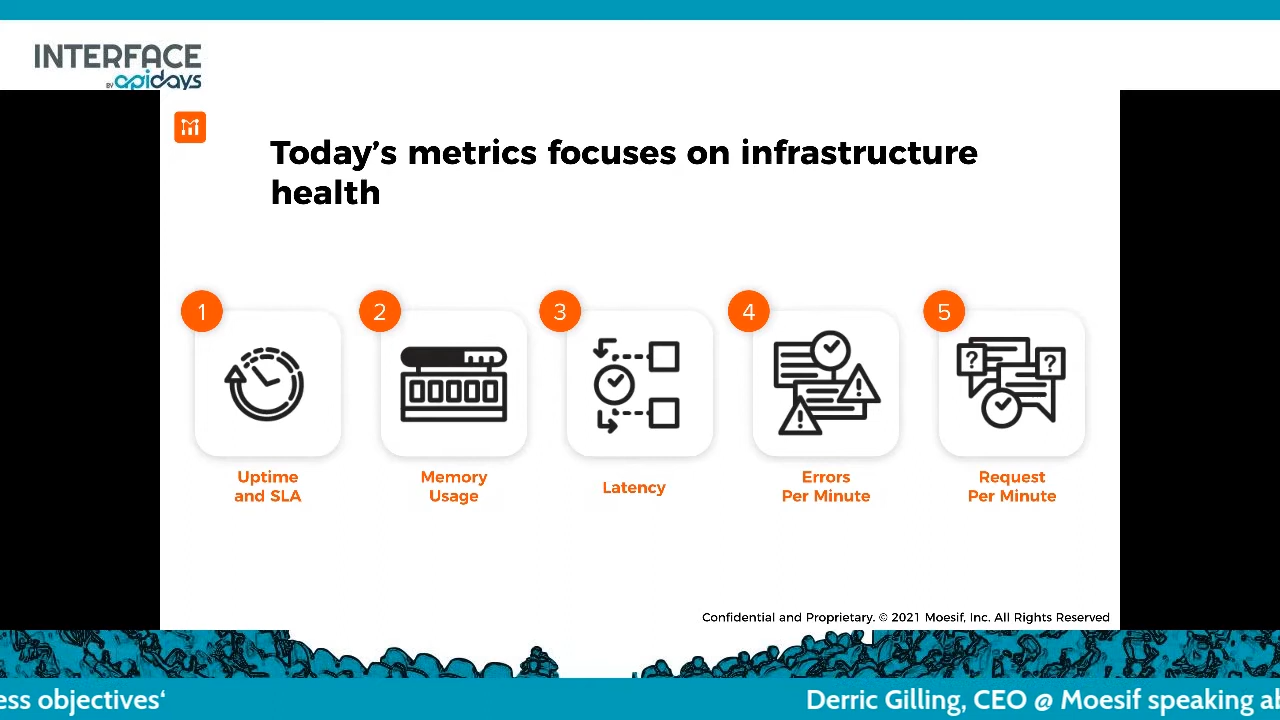 INTERFACE
BY apidays
Today's metrics focuses on infrastructure
health
1
2
3
4
5
?
?
Uptime
and SLA
Memory
Usage
Latency
Errors
Per Minute
Request
Per Minute
Confidential and Proprietary. © 2021 Moesif, Inc. All Rights Reserved
ess objectives‘
Derric Gilling, CEO @ Moesif speaking ab